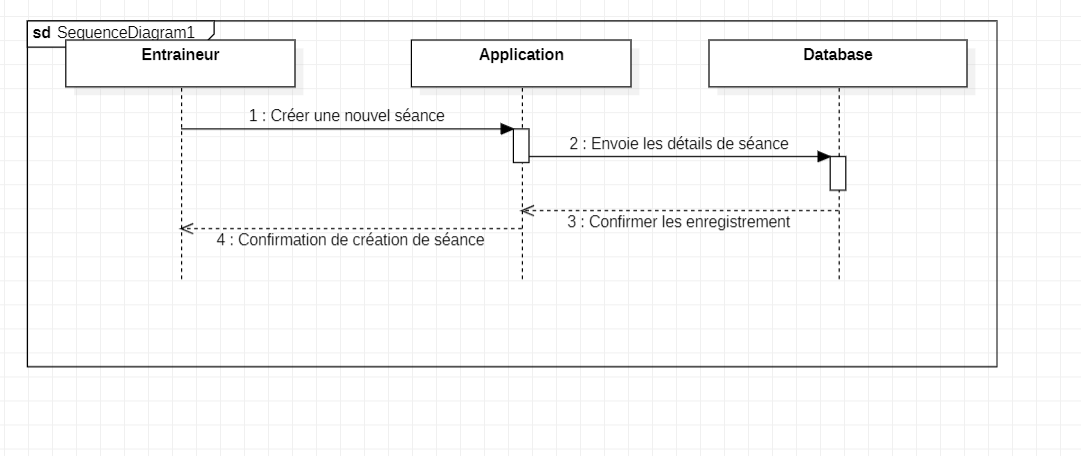 sd SequenceDiagram1
Entraineur
Application
Database
1 : Créer une nouvel séance
2 : Envoie les détails de séance
3 : Confirmer les enregistrement
4 : Confirmation de création de séance